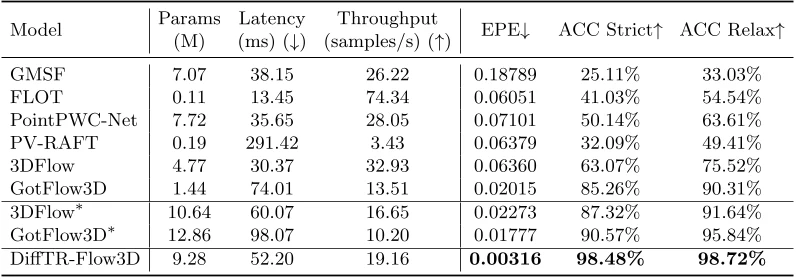 Model Params (M) Latency (ms) (↓) Throughput (samples/s) (↑) EPE↓ ACC Strict↑ ACC Relax↑
GMSF 7.07 38.15 26.22 0.18789 25.11% 33.03%
FLOT 0.11 13.45 74.34 0.06051 41.03% 54.54%
PointPWC-Net 7.72 35.65 28.05 0.07101 50.14% 63.61%
PV-RAFT 0.19 291.42 3.43 0.06379 32.09% 49.41%
3DFlow 4.77 30.37 32.93 0.06360 63.07% 75.52%
GotFlow3D 1.44 74.01 13.51 0.02015 85.26% 90.31%
3DFlow* 10.64 60.07 16.65 0.02273 87.32% 91.64%
GotFlow3D* 12.86 98.07 10.20 0.01777 90.57% 95.84%
DiffTR-Flow3D 9.28 52.20 19.16 0.00316 98.48% 98.72%